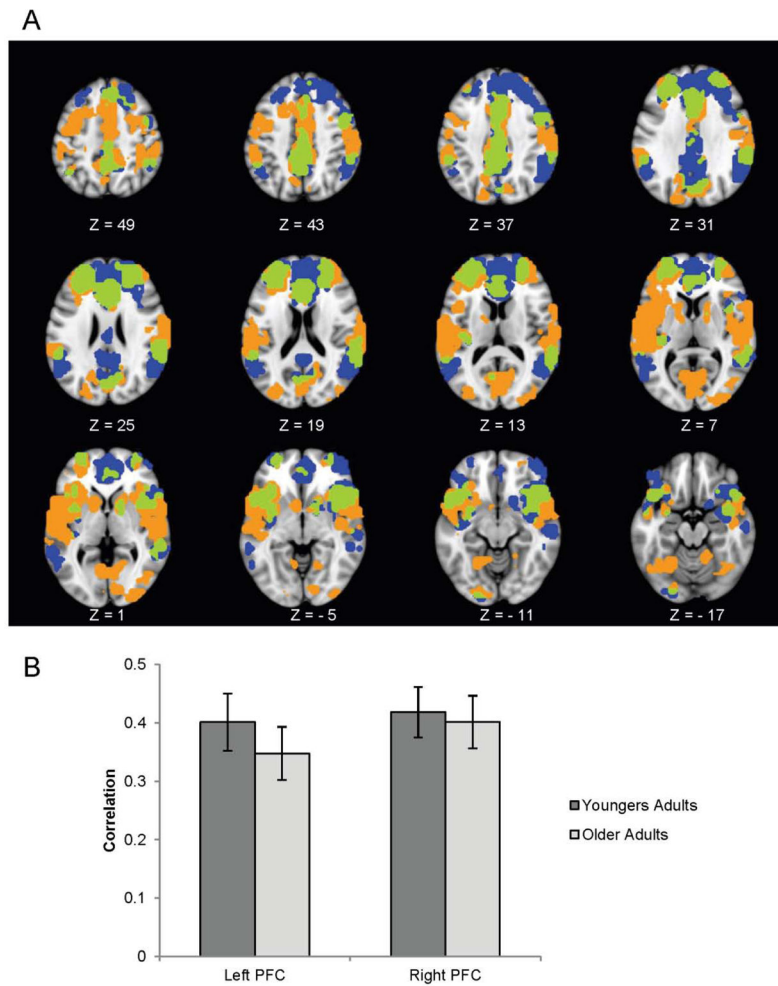 A
Z = 49 Z = 43 Z = 37 Z = 31
Z = 25 Z = 19 Z = 13 Z = 7
Z = 1 Z = - 5 Z = - 11 Z = - 17
B
0.5
0.4
0.3
0.2
0.1
0
Correlation
Left PFC Right PFC
Youngers Adults
Older Adults